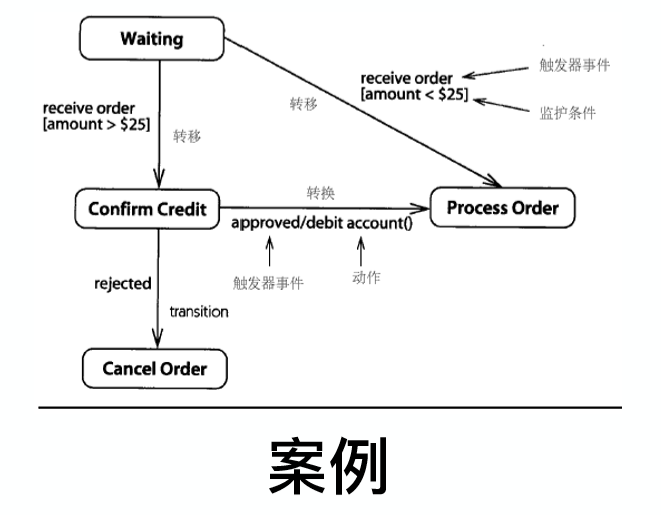 Waiting
触发器事件
receive order
[amount < $25]
监护条件
转移
receive order
[amount > $25]
转移
Confirm Credit
转换
Process Order
approved/debit account()
触发器事件
动作
rejected
transition
Cancel Order
案例